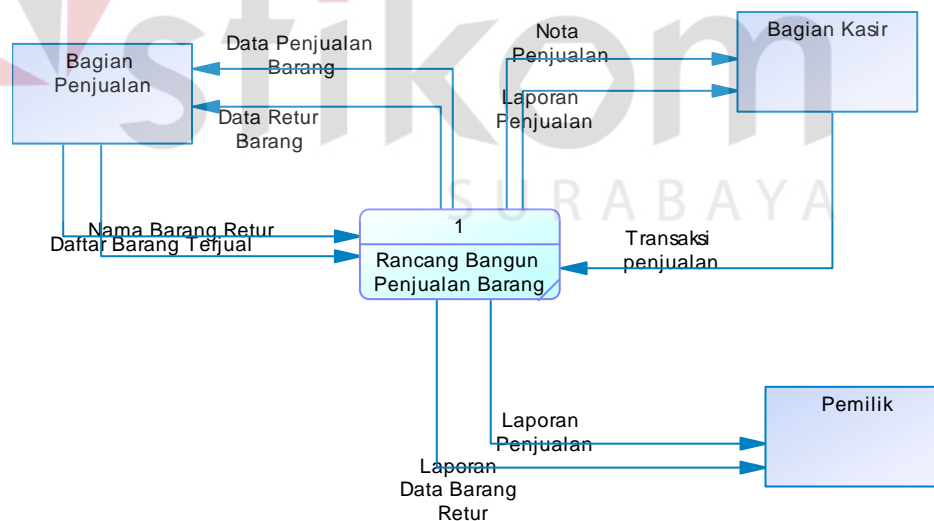 stikom
SURABAYA
Bagian
Penjualan
Data Penjualan
Barang
Data Retur
Barang
Nota
Penjualan
Laporan
Penjualan
Bagian Kasir
Nama Barang Retur
Daftar Barang Terjual
1
Rancang Bangun
Penjualan Barang
Transaksi
penjualan
Laporan
Penjualan
Laporan
Data Barang
Retur
Pemilik